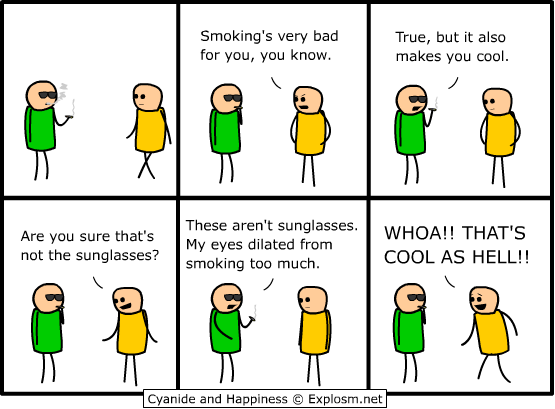 Smoking's very bad
for you, you know.
True, but it also
makes you cool.
Are you sure that's
not the sunglasses?
These aren't sunglasses.
My eyes dilated from
smoking too much.
WHOA!! THAT'S
COOL AS HELL!!
Cyanide and Happiness © Explosm.net